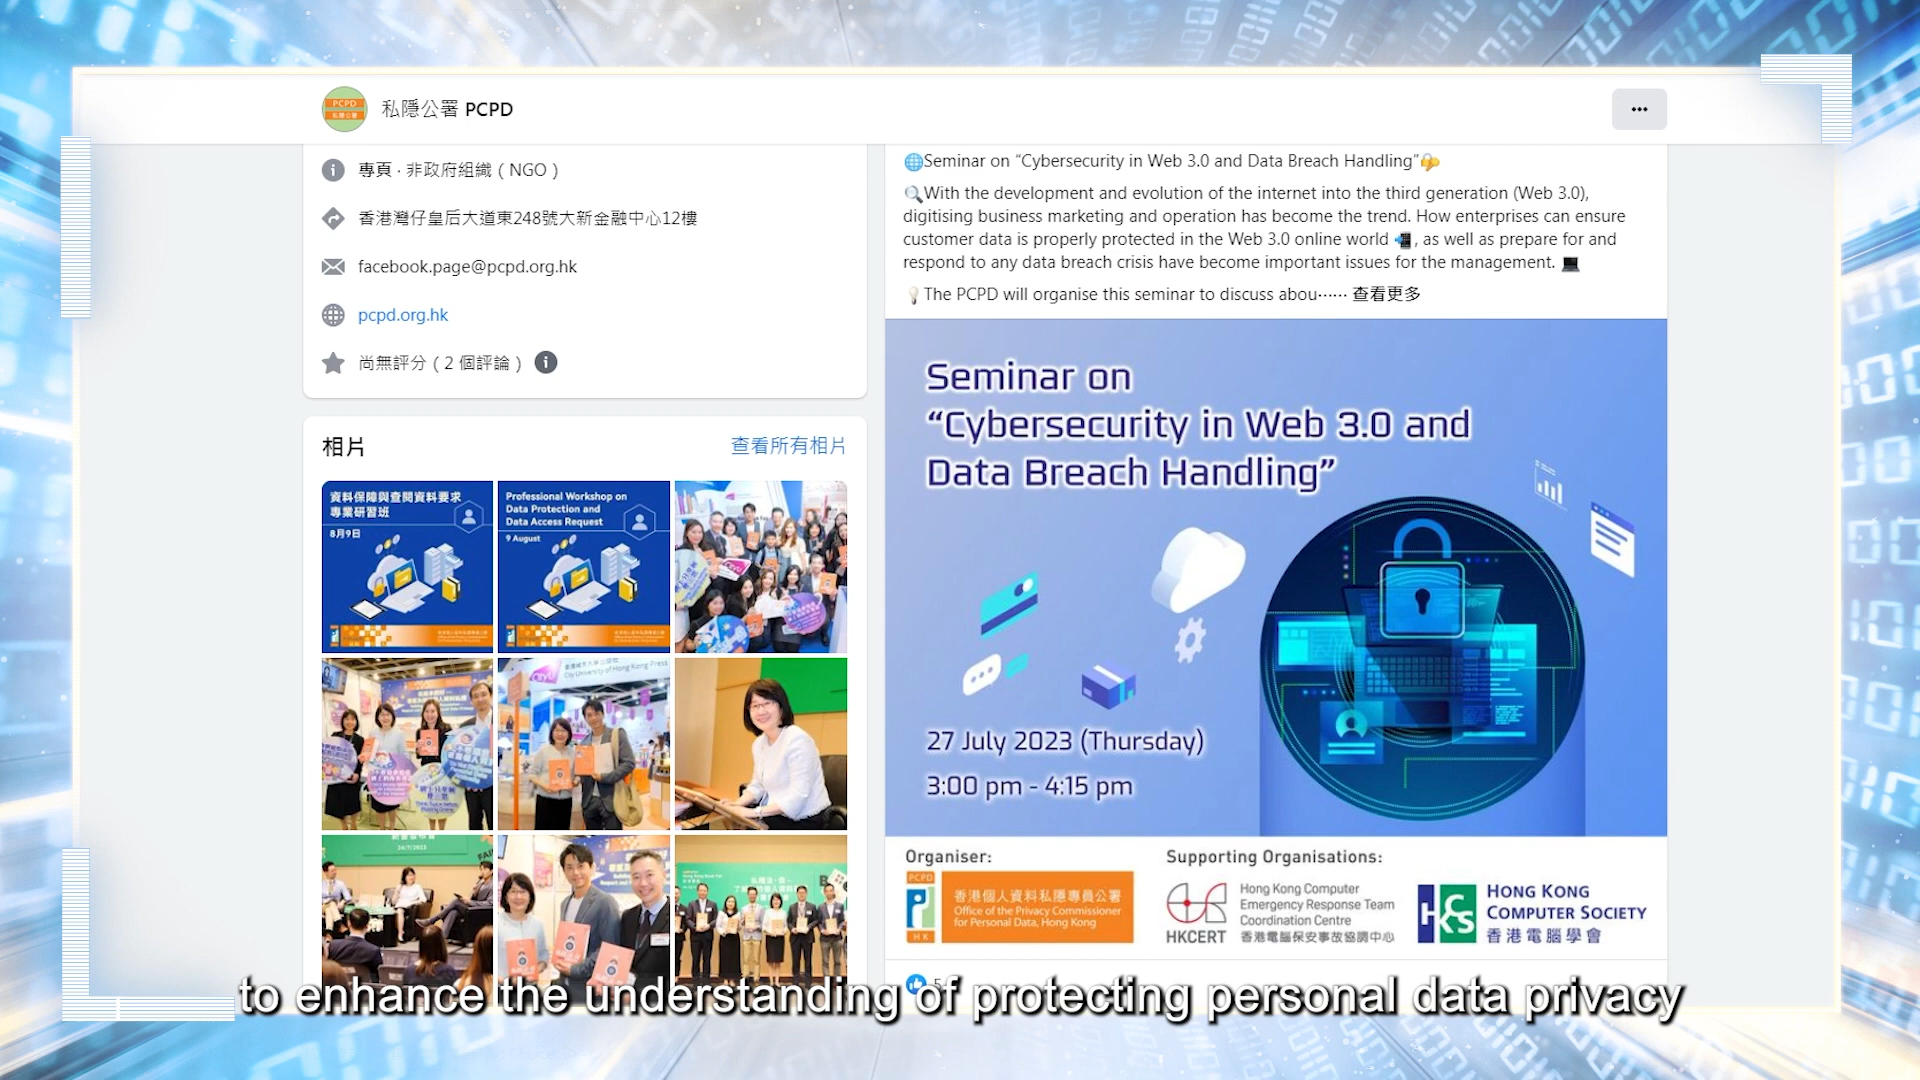 私隱公署 PCPD
專頁 · 非政府組織 ( NGO )
香港灣仔皇后大道東248號大新金融中心12樓
facebook.page@pcpd.org.hk
pcpd.org.hk
尚無評分 ( 2 個評論 )
相片
查看所有相片
資料保障與查閱資料要求
專業研習班
8月9日
Professional Workshop on
Data Protection and
Data Access Request
9 August
City University of Hong Kong Press
24/7/2023
Seminar on “Cybersecurity in Web 3.0 and Data Breach Handling”
With the development and evolution of the internet into the third generation (Web 3.0),
digitising business marketing and operation has become the trend. How enterprises can ensure
customer data is properly protected in the Web 3.0 online world , as well as prepare for and
respond to any data breach crisis have become important issues for the management.
The PCPD will organise this seminar to discuss abou⋯⋯ 查看更多
Seminar on
“Cybersecurity in Web 3.0 and
Data Breach Handling”
27 July 2023 (Thursday)
3:00 pm - 4:15 pm
Organiser:
PCPD
HK
香港個人資料私隱專員公署
Office of the Privacy Commissioner
for Personal Data, Hong Kong
Supporting Organisations:
HKCERT
Hong Kong Computer
Emergency Response Team
Coordination Centre
香港電腦保安事故協調中心
HKCS
HONG KONG
COMPUTER SOCIETY
香港電腦學會
to enhance the understanding of protecting personal data privacy